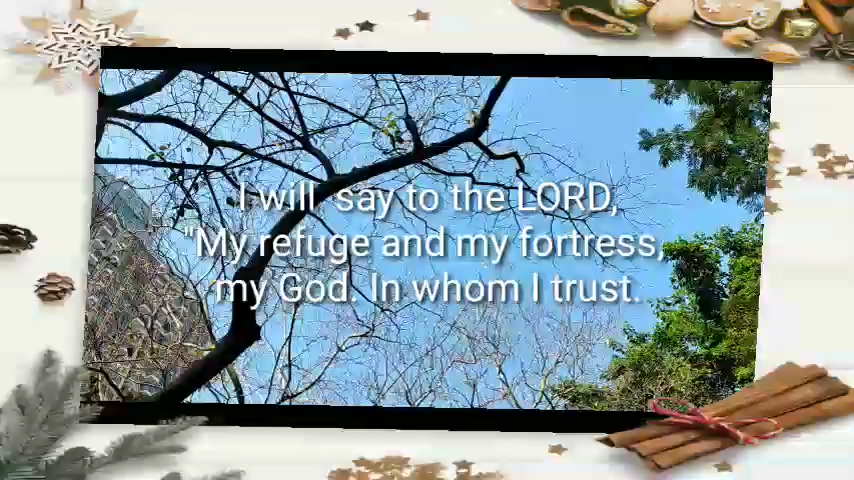 I will say to the LORD,
"My refuge and my fortress,
my God. In whom I trust.